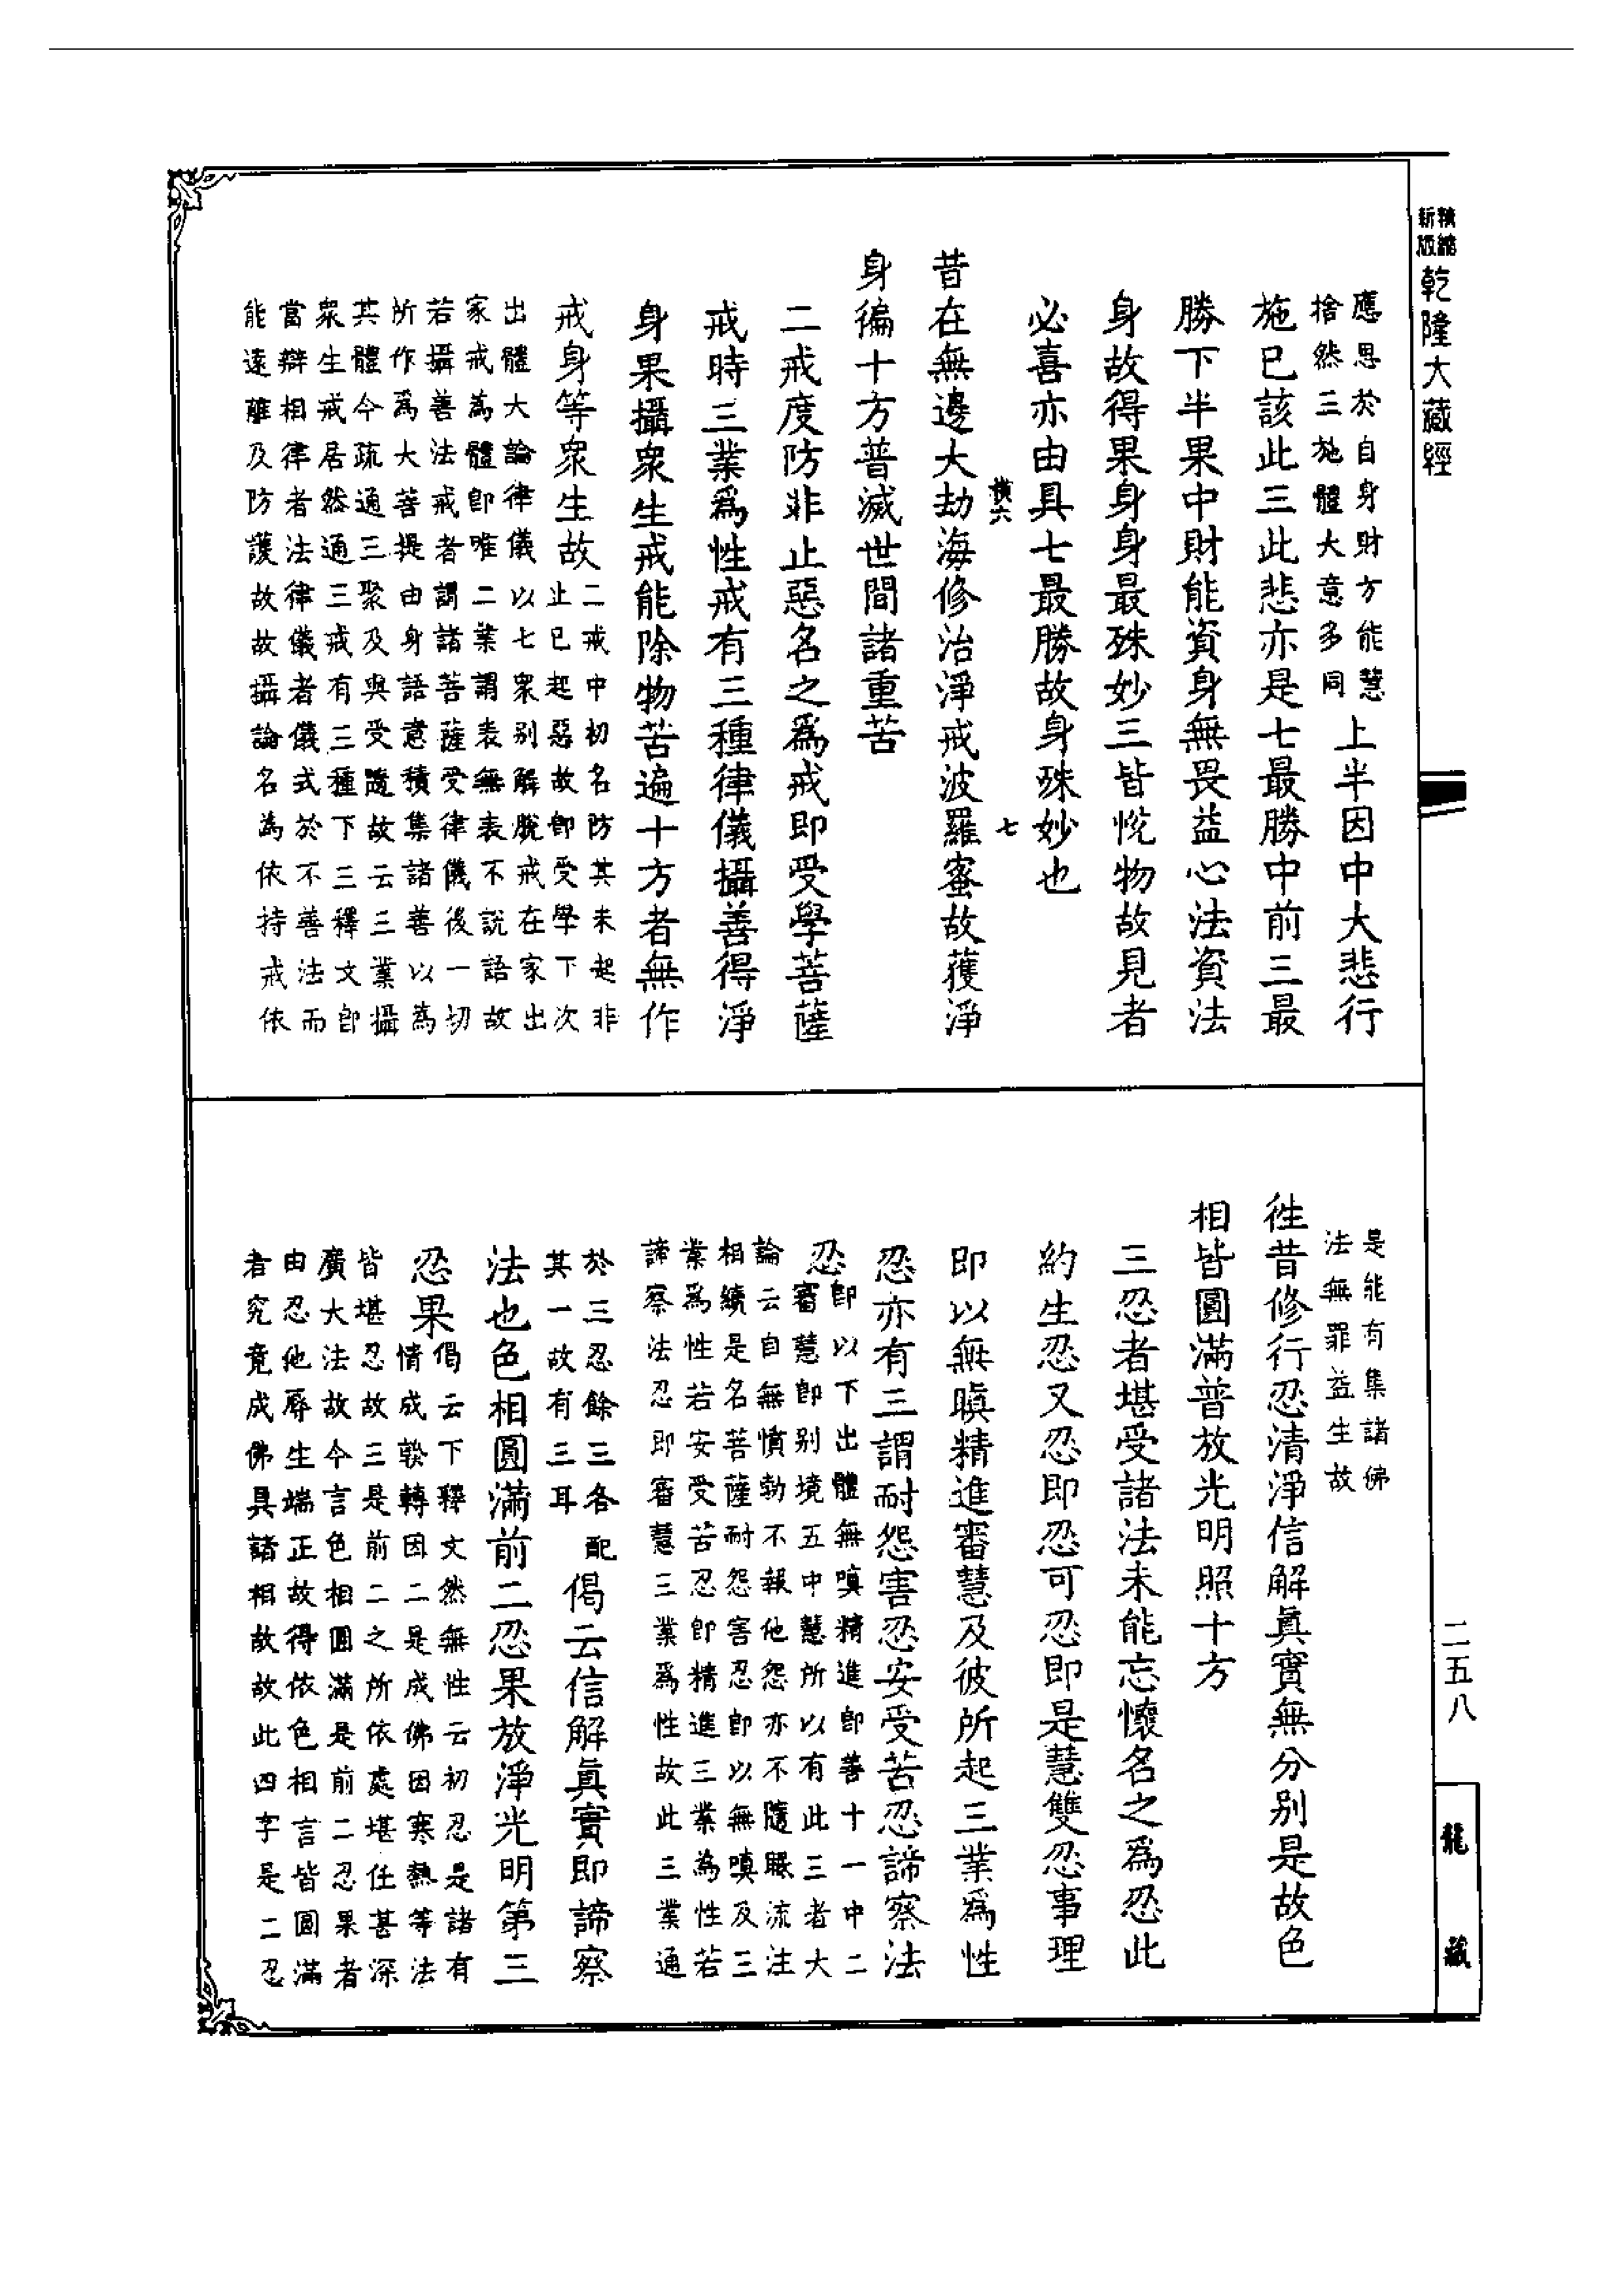 新版
乾隆大藏經
應思於自身財方能慧
捨然三施體大意多同
上半因中大悲行
施已該此三此悲亦是七最勝中前三最
勝下半果中財能資身無畏益心法資法
身故得果身身最殊妙三皆悅物故見者
必喜亦由具七最勝故身殊妙也
橫六 七
昔在無邊大劫海修治淨戒波羅蜜故獲淨
身徧十方普滅世間諸重苦
二戒度防非止惡名之爲戒即受學菩薩
戒時三業爲性戒有三種律儀攝善得淨
身果攝衆生戒能除物苦遍十方者無作
戒身等衆生故
二戒中初名防其未起非
止已起惡故即受學下次
出體大論律儀以七衆別解脫戒在家出
家戒為體即唯二業謂表無表不説語故
若攝善法戒者謂諸菩薩受律儀後一切
所作為大菩提由身語意積集諸善以為
其體今疏通三聚及與受隨故云三業攝
衆生戒居然通三戒有三種下三釋文即
當辯相律者法律儀者儀式於不善法而
能遠離及防護故故攝論名為依持戒依
是能有集諸佛
法無罪益生故
徃昔修行忍清淨信解眞實無分別是故色
相皆圓滿普放光明照十方
三忍者堪受諸法未能忘懷名之爲忍此
約生忍又忍即忍可忍即是慧雙忍事理
即以無瞋精進審慧及彼所起三業爲性
忍亦有三謂耐怨害忍安受苦忍諦察法
忍
即以下出體無嗔精進即善十一中二
審慧即別境五中慧所以有此三者大
論云自無憤勃不報他怨亦不隨眠流注
相續是名菩薩耐怨害忍即以無嗔及三
業爲性若安受苦忍即精進三業為性若
諦察法忍即審慧三業爲性故此三業通
於三忍餘三各配
其一故有三耳
偈云信解眞實即諦察
法也色相圓滿前二忍果放淨光明第三
忍果
偈云下釋文然無性云初忍是諸有
情成孰轉因二是成佛因寒熱等法
皆堪忍故三是前二之所依處堪任甚深
廣大法故今言色相圓滿是前二忍果者
由忍他辱生端正故得依色相言皆圓滿
者究竟成佛具諸相故故此四字是二忍
二五八
龍藏